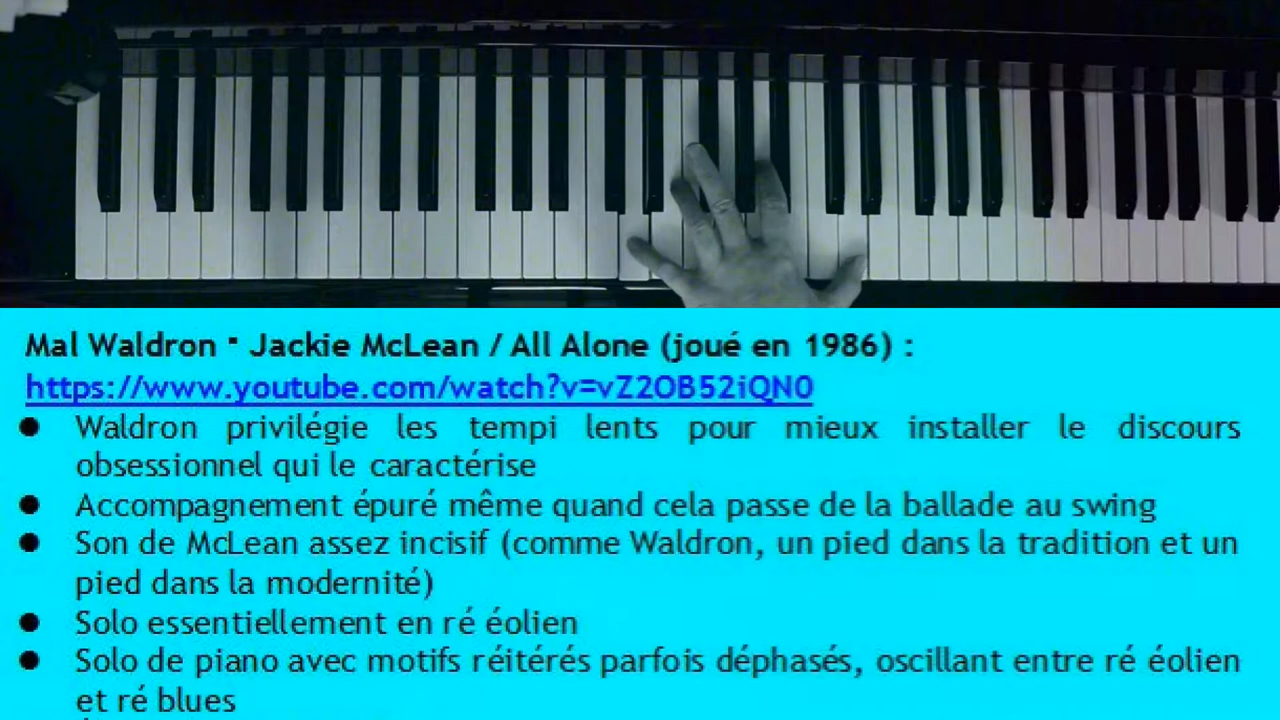 Mal Waldron · Jackie McLean / All Alone (joué en 1986) :
https://www.youtube.com/watch?v=vZ2OB52iQN0
● Waldron privilégie les tempi lents pour mieux installer le discours
obsessionnel qui le caractérise
● Accompagnement épuré même quand cela passe de la ballade au swing
● Son de McLean assez incisif (comme Waldron, un pied dans la tradition et un
pied dans la modernité)
● Solo essentiellement en ré éolien
● Solo de piano avec motifs réitérés parfois déphasés, oscillant entre ré éolien
et ré blues